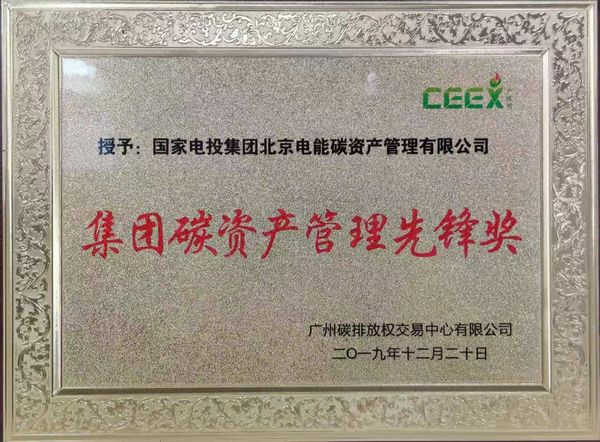 CEEX
授予：国家电投集团北京电能碳资产管理有限公司
集团碳资产管理先锋奖
广州碳排放权交易中心有限公司
二〇一九年十二月二十日